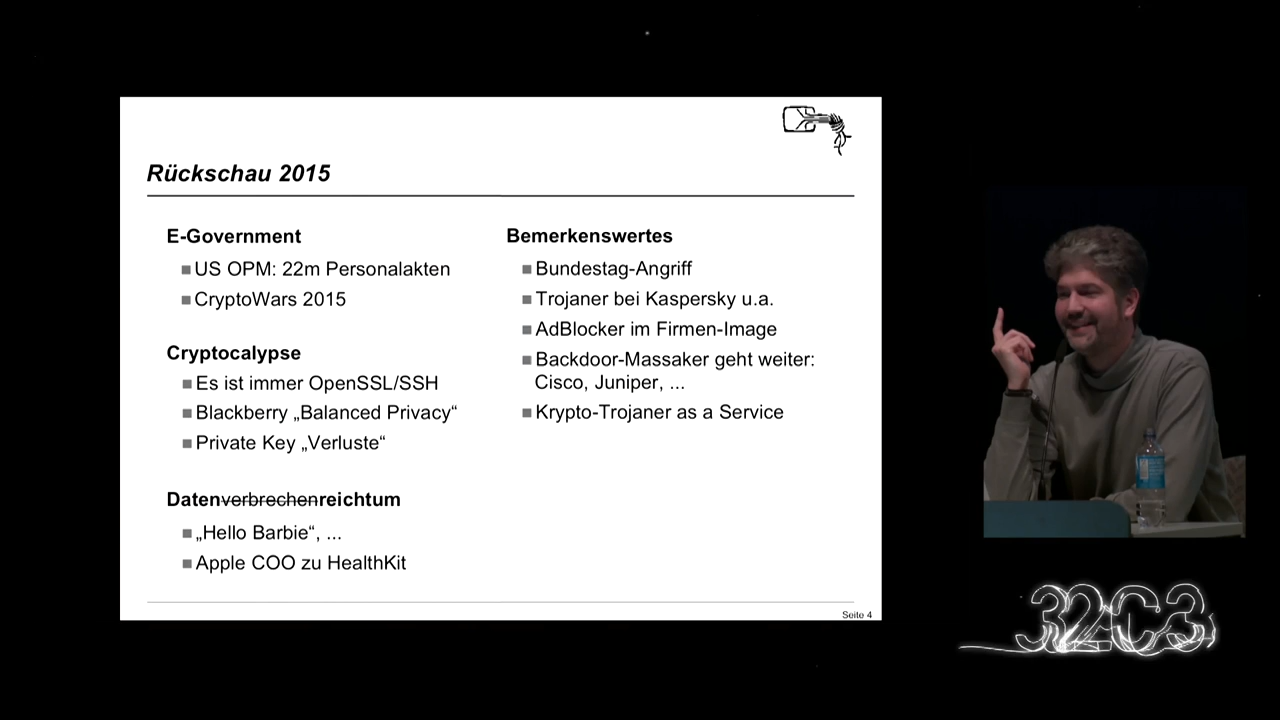 Rückschau 2015
E-Government
US OPM: 22m Personalakten
CryptoWars 2015
Cryptocalypse
Es ist immer OpenSSL/SSH
Blackberry „Balanced Privacy“
Private Key „Verluste“
Datenverbrechenreichtum
„Hello Barbie“, ...
Apple COO zu HealthKit
Bemerkenswertes
Bundestag-Angriff
Trojaner bei Kaspersky u.a.
AdBlocker im Firmen-Image
Backdoor-Massaker geht weiter:
Cisco, Juniper, ...
Krypto-Trojaner as a Service
Seite 4
32C3